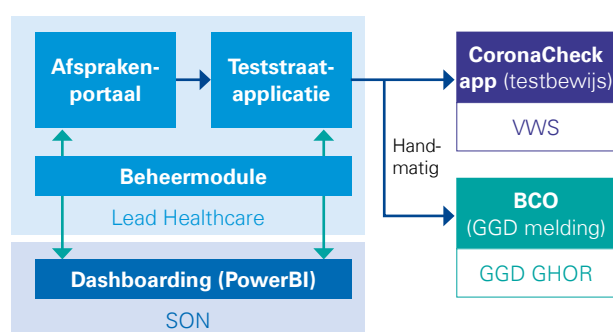 Afspraken-
portaal
Teststraat-
applicatie
Beheermodule
Lead Healthcare
Dashboarding (PowerBI)
SON
Hand-
matig
CoronaCheck
app (testbewijs)
VWS
BCO
(GGD melding)
GGD GHOR